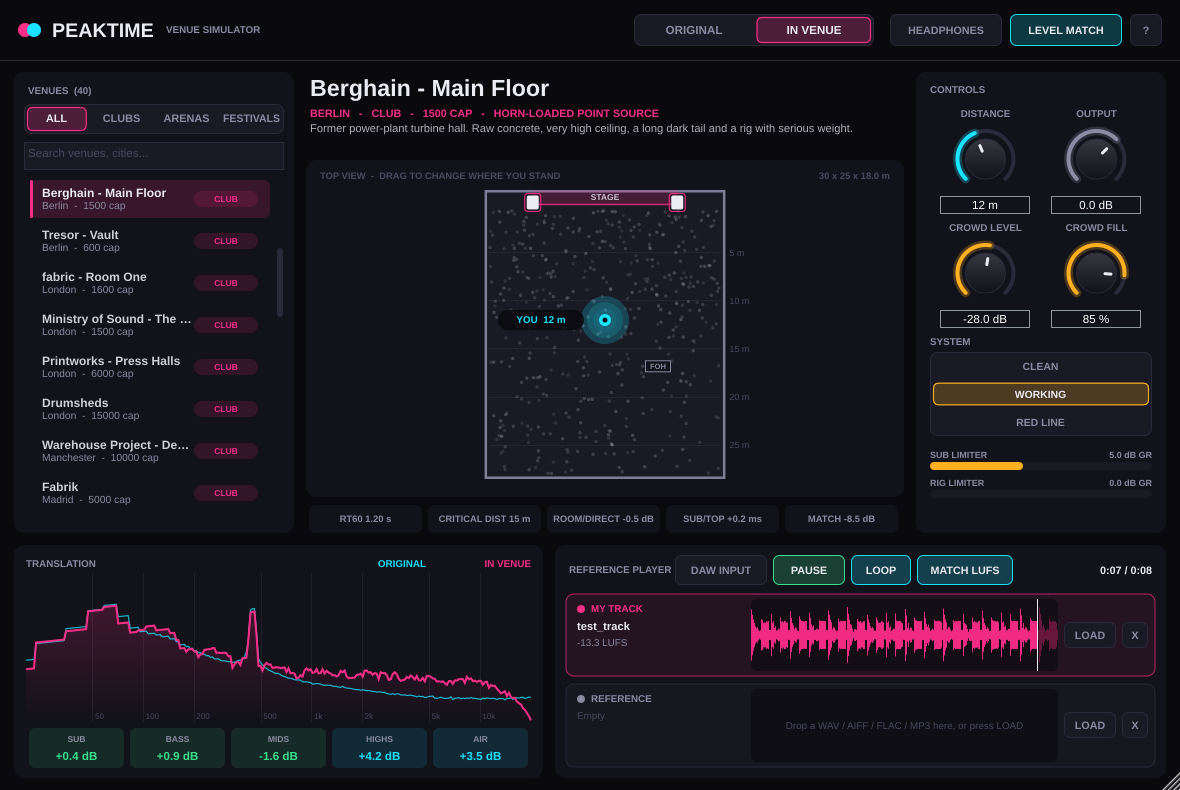 PEAKTIME VENUE SIMULATOR
ORIGINAL IN VENUE HEADPHONES LEVEL MATCH ?
VENUES (40)
ALL CLUBS ARENAS FESTIVALS
Search venues, cities...
Berghain - Main Floor
Berlin - 1500 cap
CLUB
Tresor - Vault
Berlin - 600 cap
CLUB
fabric - Room One
London - 1600 cap
CLUB
Ministry of Sound - The ...
London - 1500 cap
CLUB
Printworks - Press Halls
London - 6000 cap
CLUB
Drumsheds
London - 15000 cap
CLUB
Warehouse Project - De...
Manchester - 10000 cap
CLUB
Fabrik
Madrid - 5000 cap
CLUB
Berghain - Main Floor
BERLIN - CLUB - 1500 CAP - HORN-LOADED POINT SOURCE
Former power-plant turbine hall. Raw concrete, very high ceiling, a long dark tail and a rig with serious weight.
TOP VIEW - DRAG TO CHANGE WHERE YOU STAND
30 x 25 x 18.0 m
STAGE
5 m
10 m
YOU 12 m
15 m
FOH
20 m
25 m
RT60 1.20 s
CRITICAL DIST 15 m
ROOM/DIRECT -0.5 dB
SUB/TOP +0.2 ms
MATCH -8.5 dB
CONTROLS
DISTANCE OUTPUT
12 m 0.0 dB
CROWD LEVEL CROWD FILL
-28.0 dB 85 %
SYSTEM
CLEAN
WORKING
RED LINE
SUB LIMITER 5.0 dB GR
RIG LIMITER 0.0 dB GR
TRANSLATION ORIGINAL IN VENUE
50 100 200 500 1k 2k 5k 10k
SUB
+0.4 dB
BASS
+0.9 dB
MIDS
-1.6 dB
HIGHS
+4.2 dB
AIR
+3.5 dB
REFERENCE PLAYER DAW INPUT PAUSE LOOP MATCH LUFS 0:07 / 0:08
MY TRACK
test_track
-13.3 LUFS
LOAD X
REFERENCE
Empty
Drop a WAV / AIFF / FLAC / MP3 here, or press LOAD
LOAD X